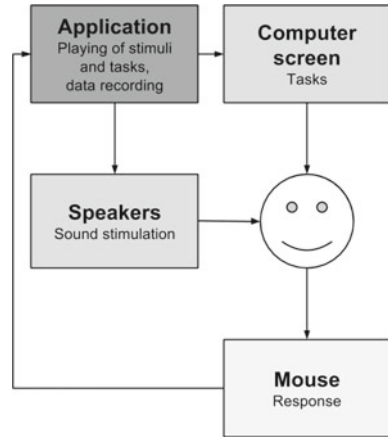 Application
Playing of stimuli
and tasks,
data recording
Computer
screen
Tasks
Speakers
Sound stimulation
Mouse
Response